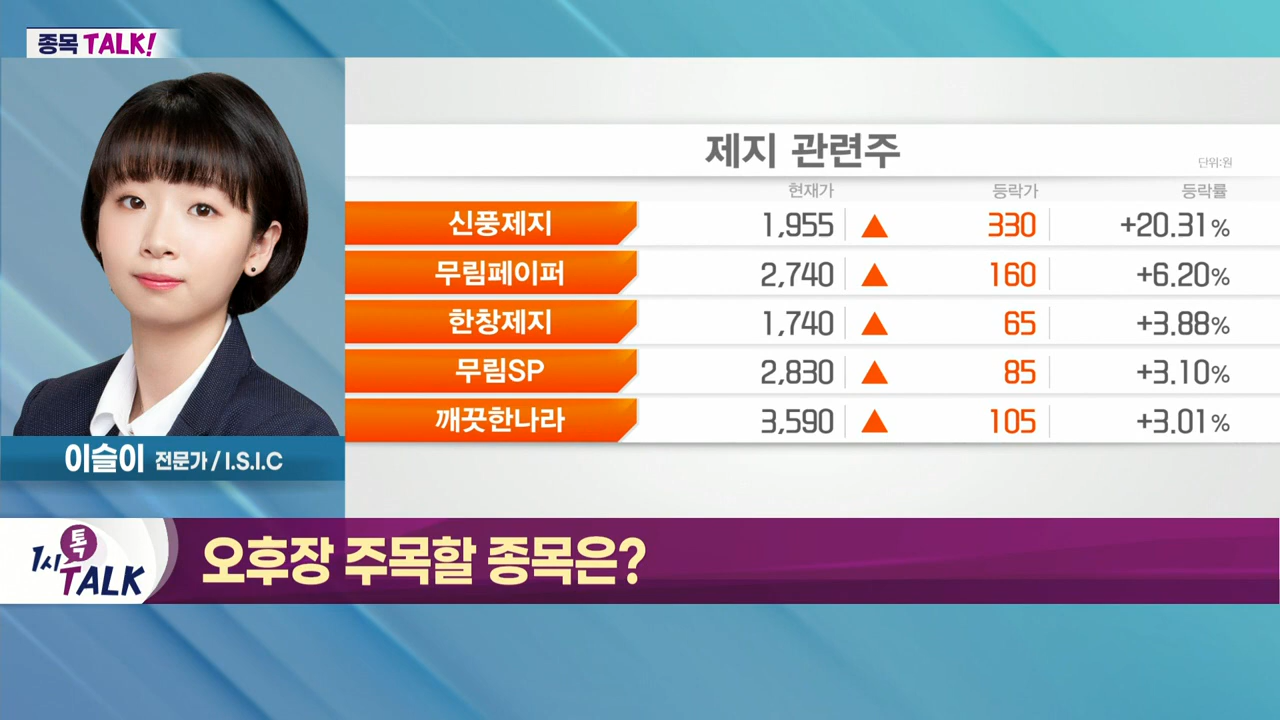 종목 TALK!
제지 관련주
단위:원
현재가 등락가 등락률
신풍제지 1,955 ▲ 330 +20.31%
무림페이퍼 2,740 ▲ 160 +6.20%
한창제지 1,740 ▲ 65 +3.88%
무림SP 2,830 ▲ 85 +3.10%
깨끗한나라 3,590 ▲ 105 +3.01%
이슬이 전문가 / I.S.I.C
1시 톡 TALK
오후장 주목할 종목은?